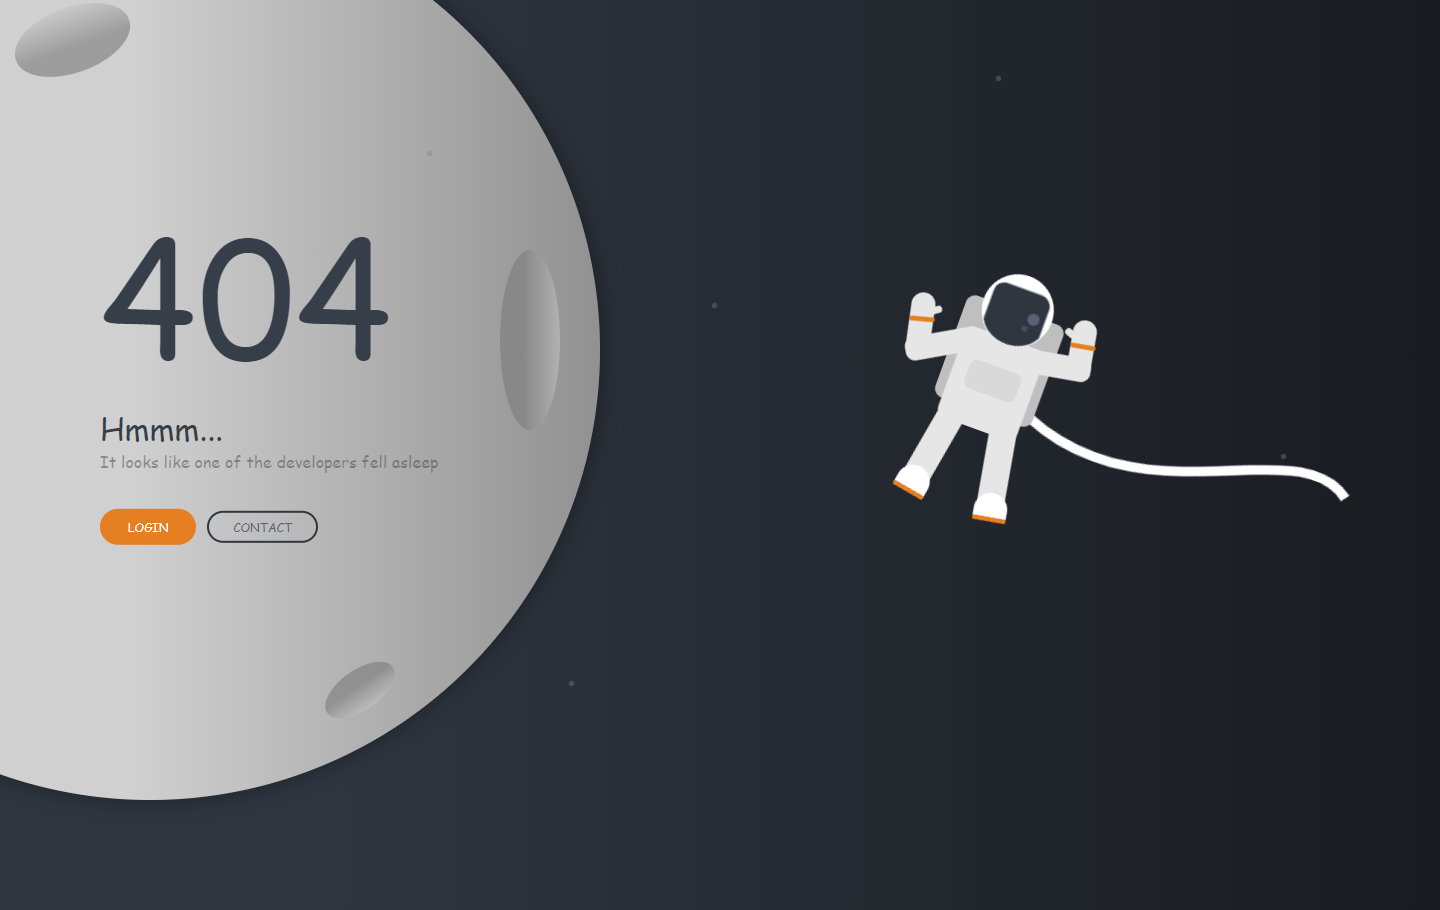 404
Hmmm...
It looks like one of the developers fell asleep
LOGIN CONTACT